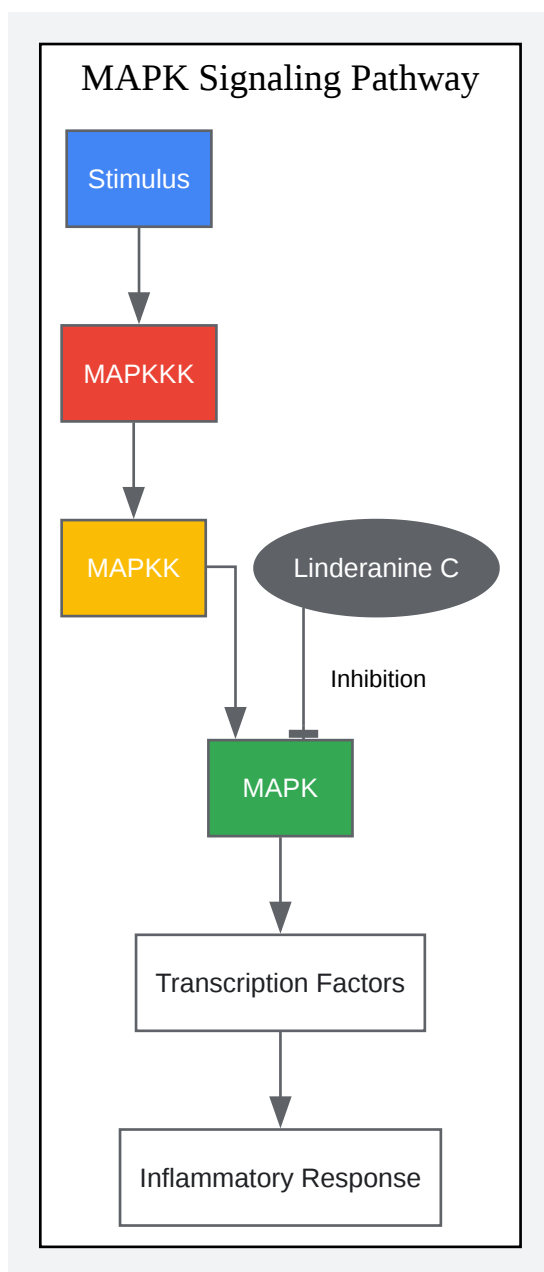 MAPK Signaling Pathway
Stimulus
MAPKKK
MAPKK
Linderanine C
Inhibition
MAPK
Transcription Factors
Inflammatory Response